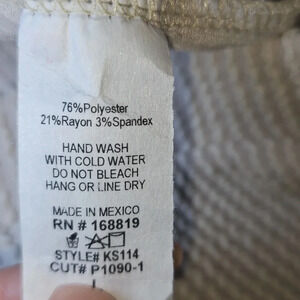 76%Polyester
21%Rayon 3%Spandex
HAND WASH
WITH COLD WATER
DO NOT BLEACH
HANG OR LINE DRY
MADE IN MEXICO
RN # 168819
STYLE# KS114
CUT# P1090-1
L